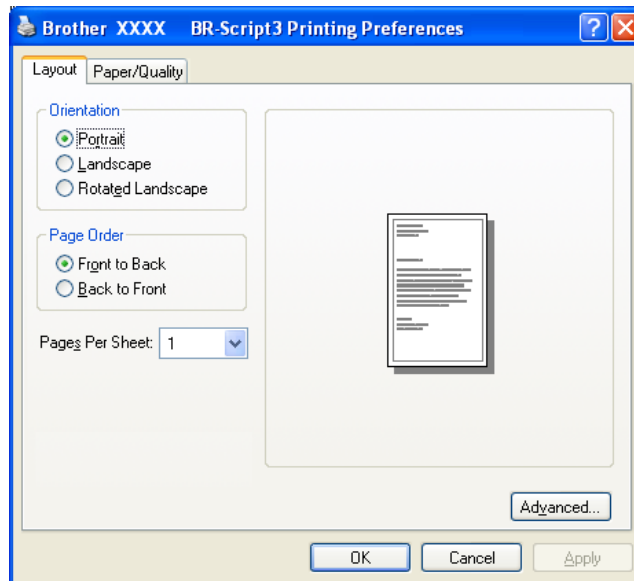 Brother XXXX BR-Script3 Printing Preferences
Layout
Paper/Quality
Orientation
Portrait
Landscape
Rotated Landscape
Page Order
Front to Back
Back to Front
Pages Per Sheet: 1
Advanced...
OK
Cancel
Apply